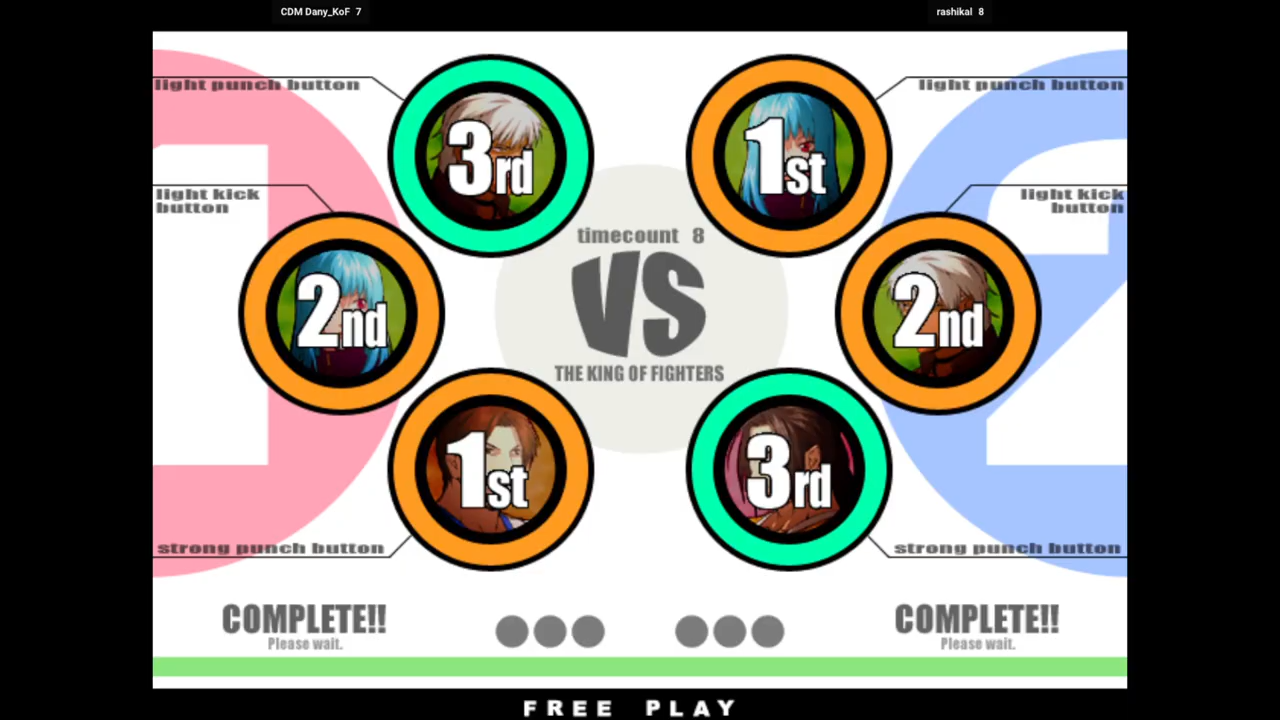 CDM Dany_KoF 7
rashikal 8
light punch button
light punch button
3rd
1st
light kick
button
light kick
button
timecount 8
VS
THE KING OF FIGHTERS
2nd
2nd
1
2
1st
3rd
strong punch button
strong punch button
COMPLETE!!
Please wait.
COMPLETE!!
Please wait.
FREE PLAY